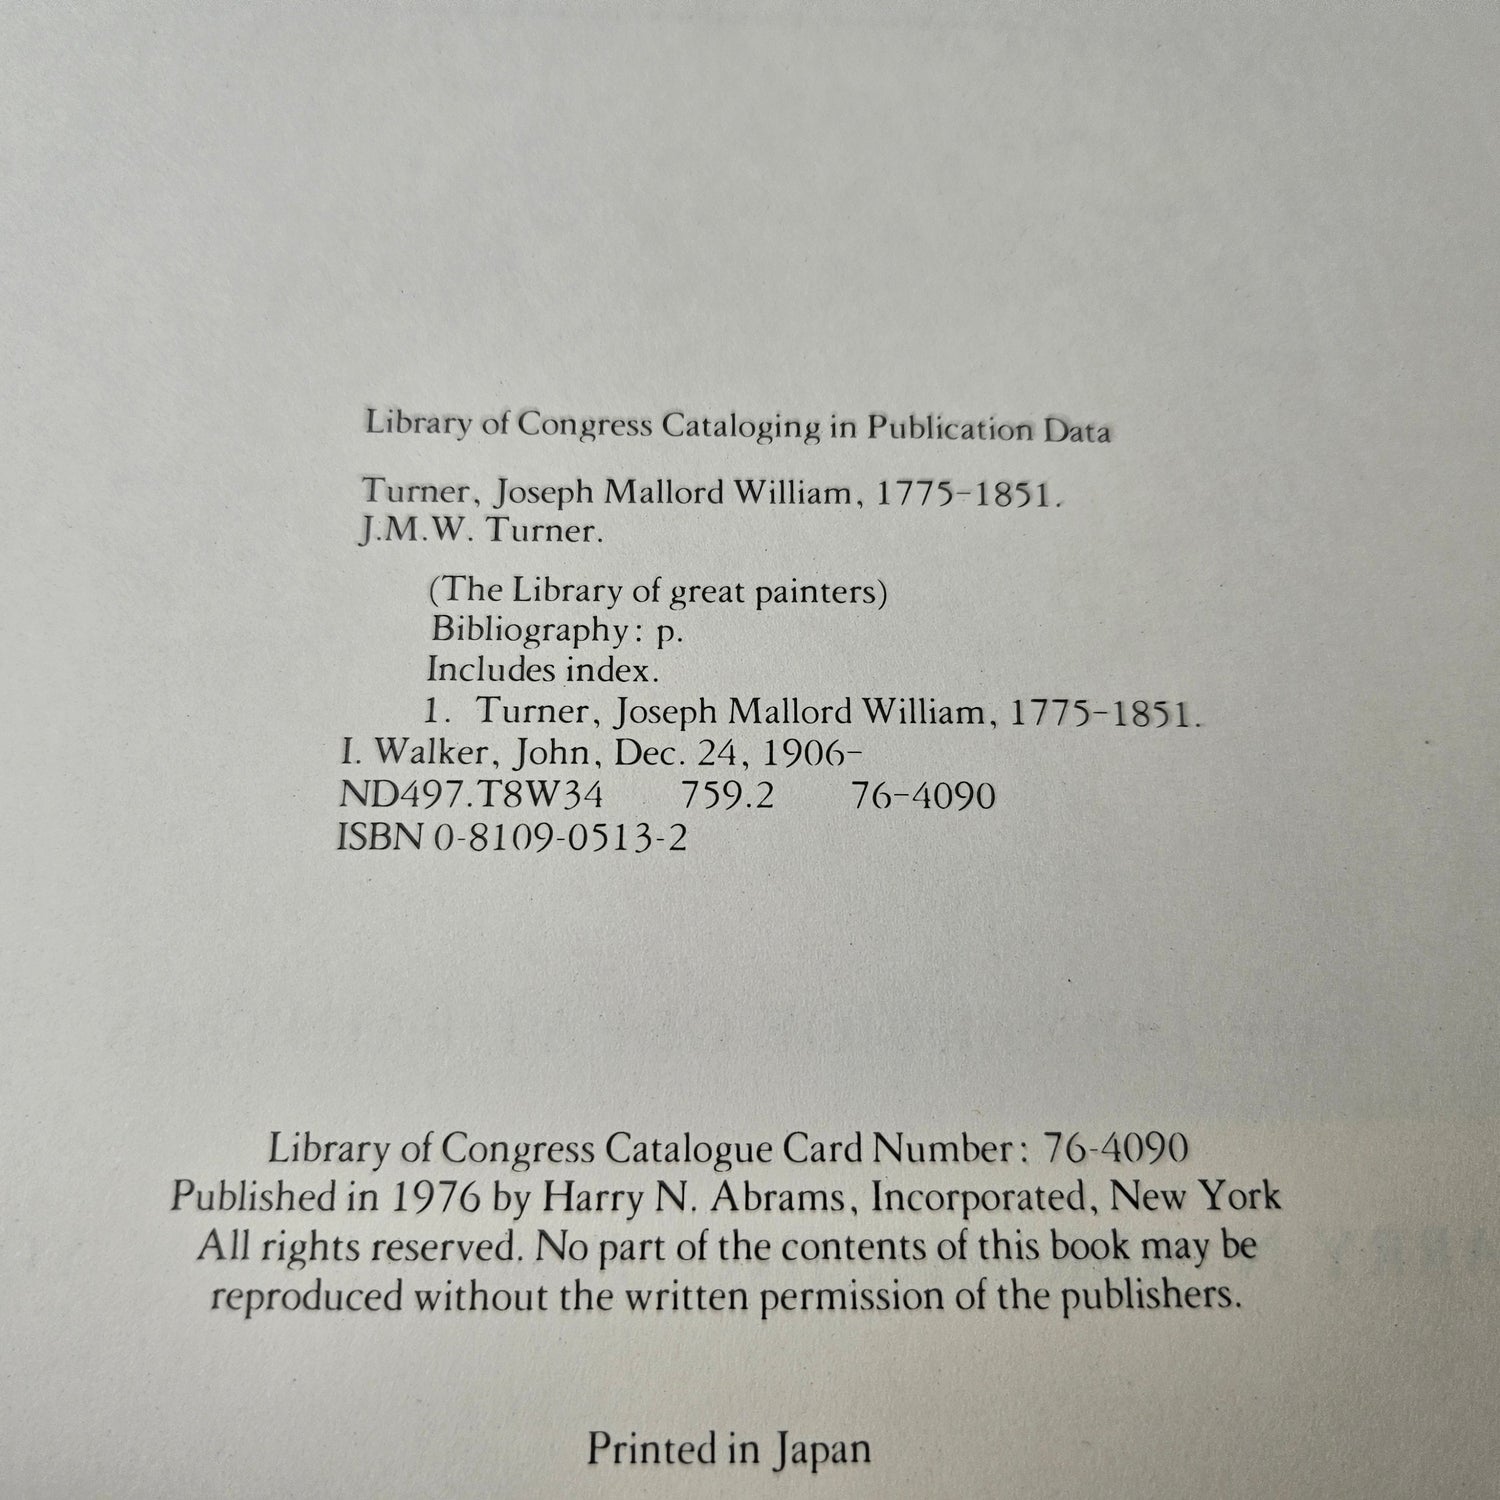 Library of Congress Cataloging in Publication Data
Turner, Joseph Mallord William, 1775-1851.
J.M.W. Turner.
(The Library of great painters)
Bibliography: p.
Includes index.
1. Turner, Joseph Mallord William, 1775-1851.
I. Walker, John, Dec. 24, 1906-
ND497.T8W34 759.2 76-4090
ISBN 0-8109-0513-2
Library of Congress Catalogue Card Number: 76-4090
Published in 1976 by Harry N. Abrams, Incorporated, New York
All rights reserved. No part of the contents of this book may be
reproduced without the written permission of the publishers.
Printed in Japan